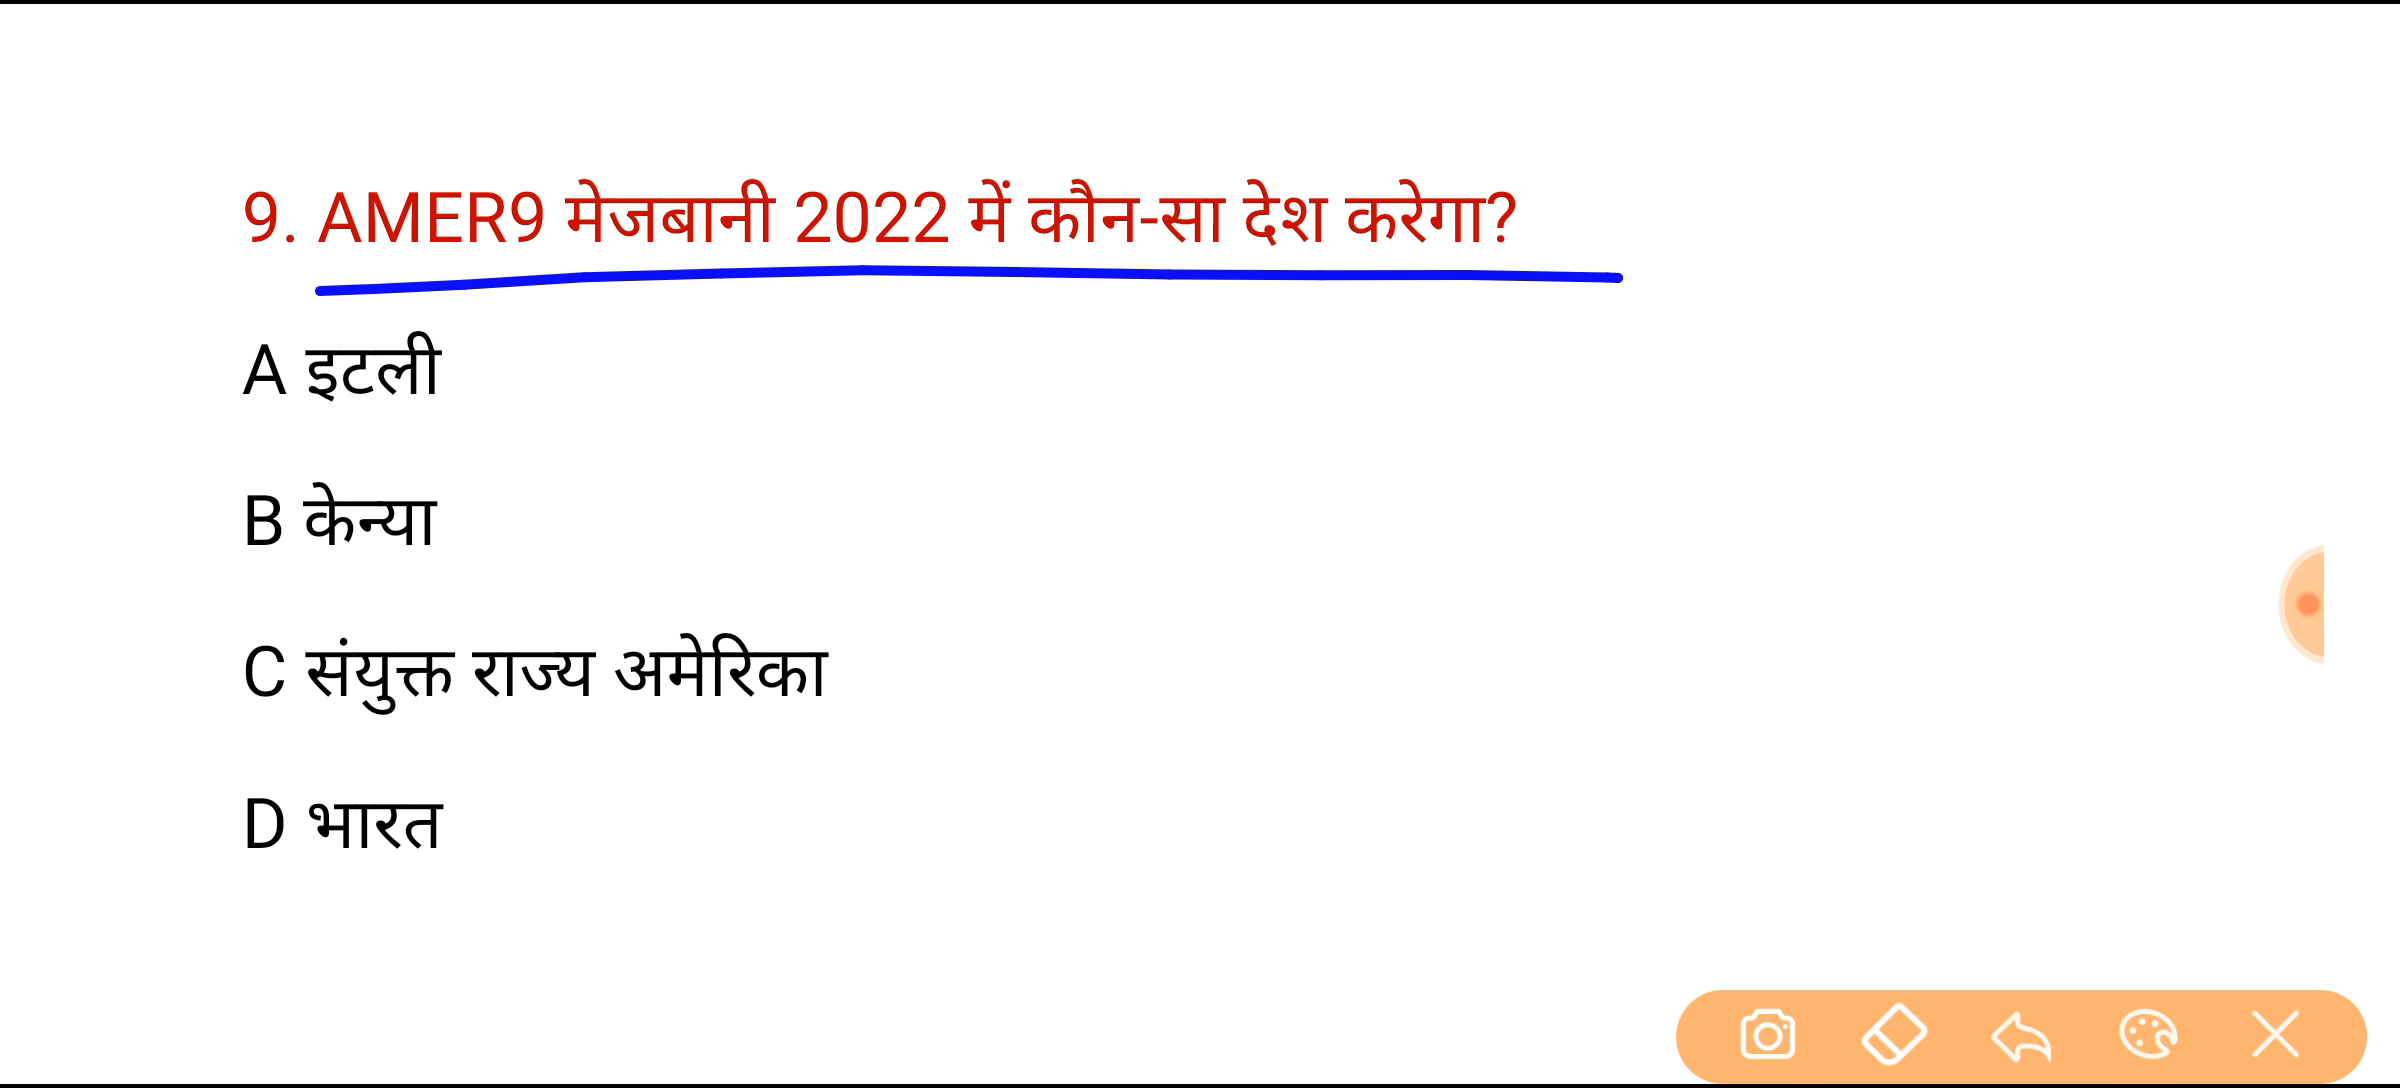 9. AMER9 मेजबानी 2022 में कौन-सा देश करेगा?
A इटली
B केन्या
C संयुक्त राज्य अमेरिका
D भारत